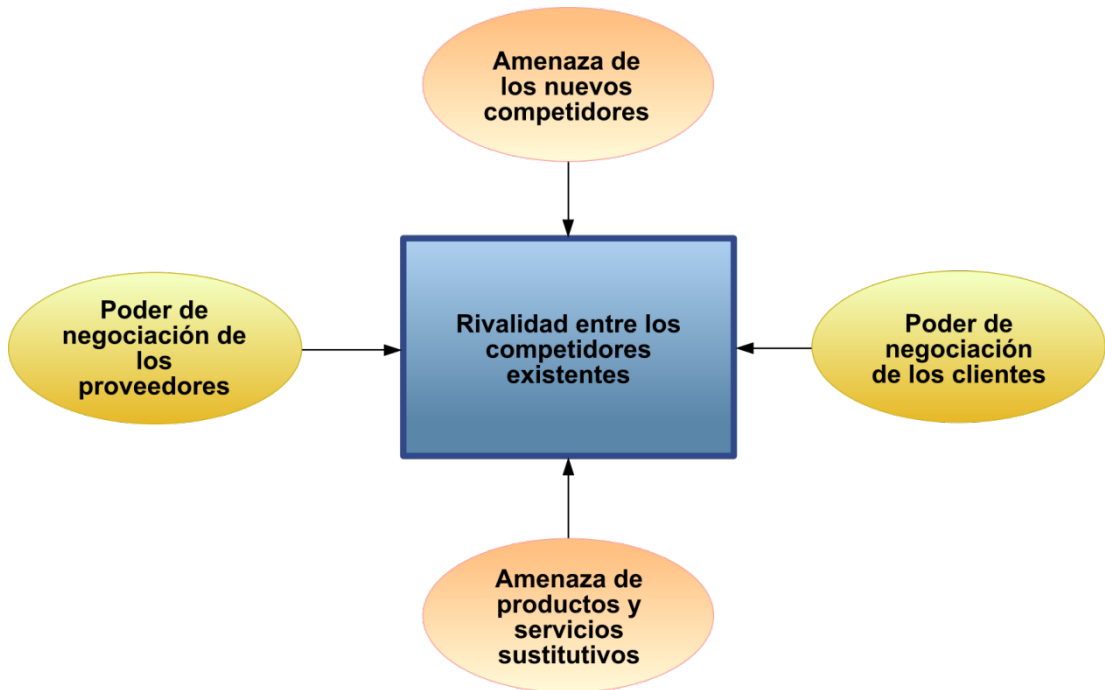 Amenaza de
los nuevos
competidores
Poder de
negociación de
los
proveedores
Rivalidad entre los
competidores
existentes
Poder de
negociación
de los clientes
Amenaza de
productos y
servicios
sustitutivos